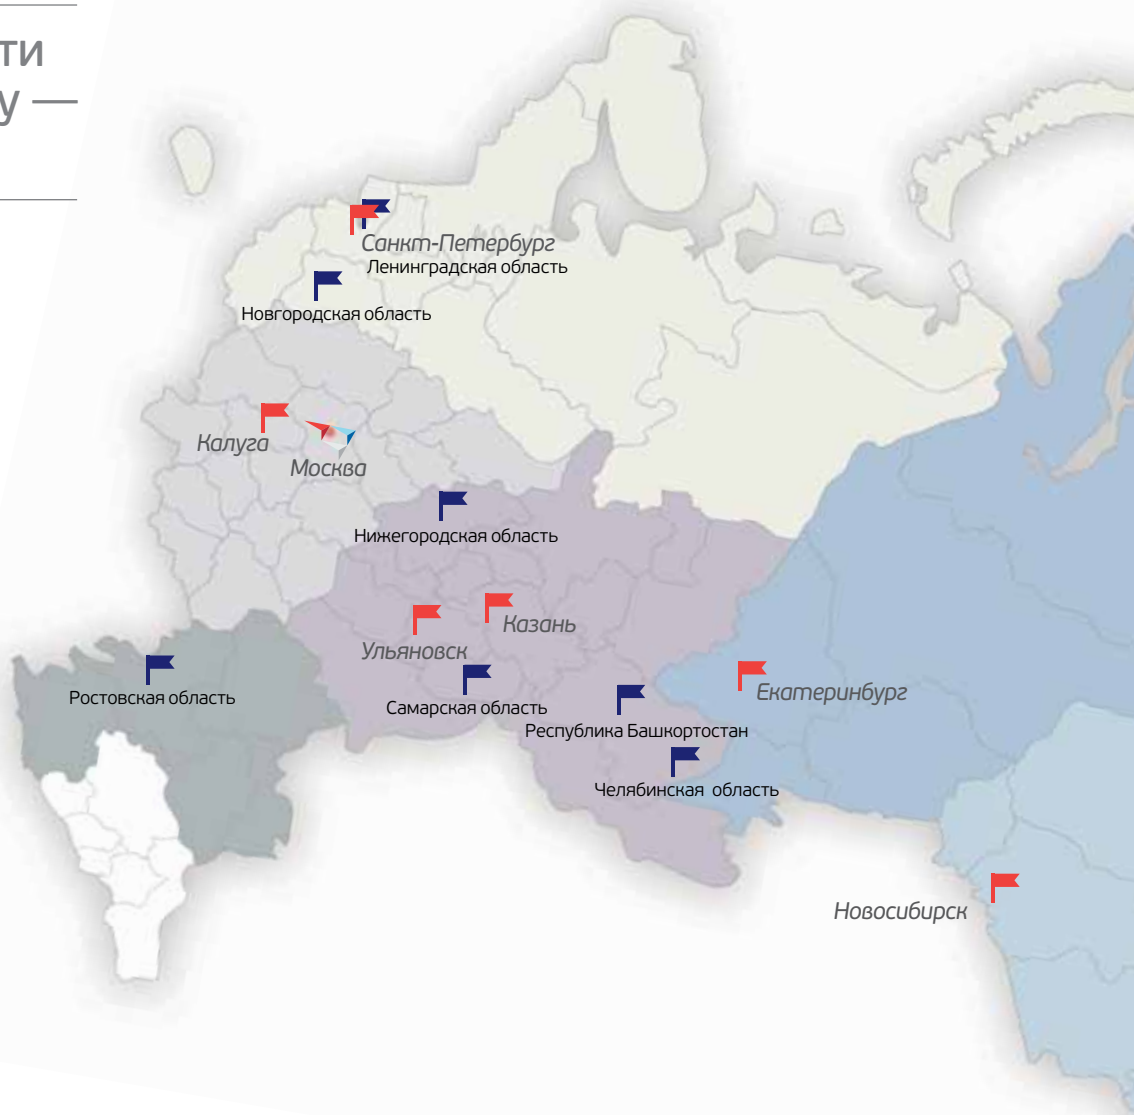 ти
у —
Санкт-Петербург
Ленинградская область
Новгородская область
Калуга
Москва
Нижегородская область
Казань
Ульяновск
Ростовская область
Самарская область
Екатеринбург
Республика Башкортостан
Челябинская область
Новосибирск